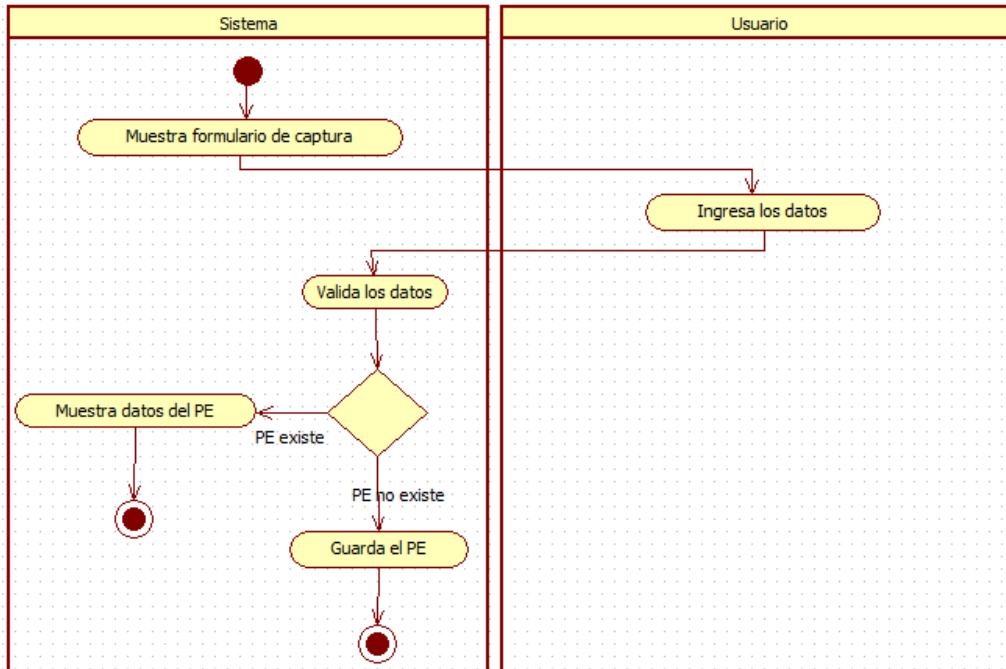 Sistema
Usuario
Muestra formulario de captura
Ingresa los datos
Valida los datos
Muestra datos del PE
PE existe
PE no existe
Guarda el PE